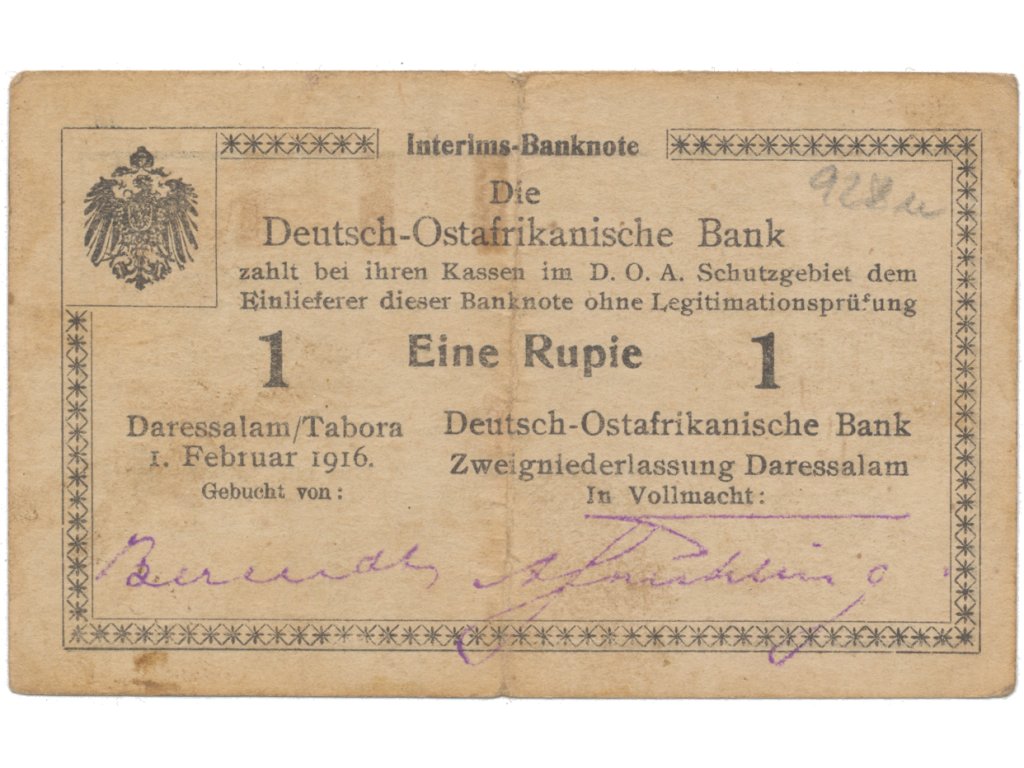 Interims-Banknote
928
Die
Deutsch-Ostafrikanische Bank
zahlt bei ihren Kassen im D. O. A. Schutzgebiet dem
Einlieferer dieser Banknote ohne Legitimationsprüfung
1 Eine Rupie 1
Daressalam/Tabora
1. Februar 1916.
Gebucht von:
Deutsch-Ostafrikanische Bank
Zweigniederlassung Daressalam
In Vollmacht: